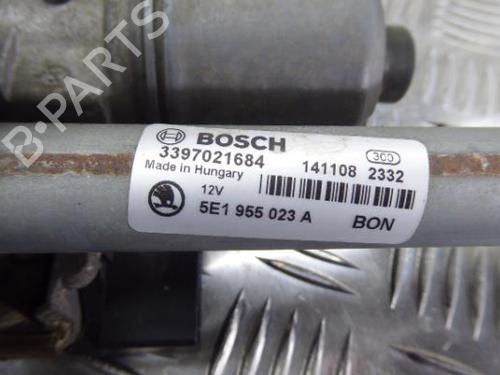 B-PARTS
BOSCH
3397021684
Made in Hungary
141108 2332
300
12V
5E1 955 023 A
BON